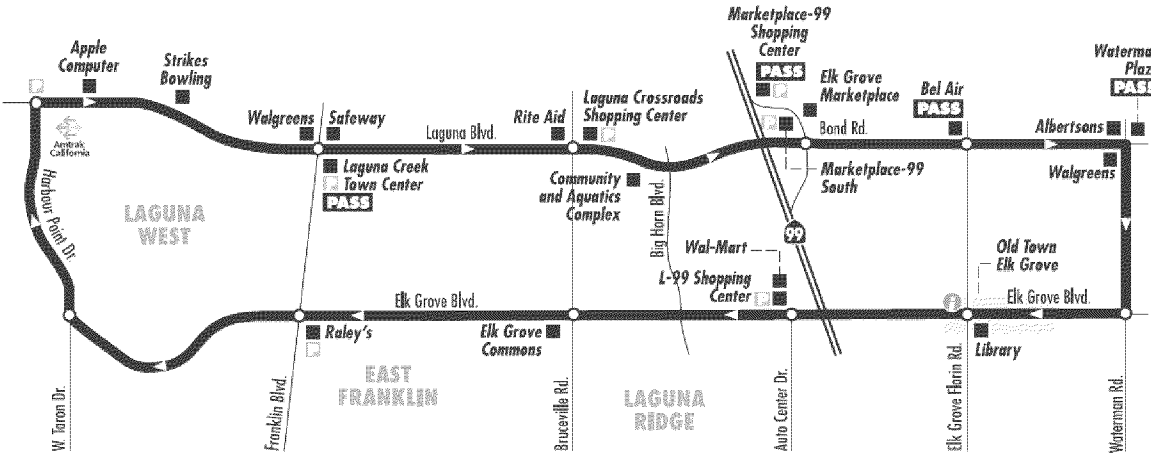 Marketplace-99
Shopping
Center
PASS
Apple
Computer
Strikes
Bowling
Waterman
Plaza
PASS
Elk Grove
Marketplace
Bel Air
PASS
Laguna Crossroads
Shopping Center
Walgreens
Safeway
Laguna Blvd.
Rite Aid
Bond Rd.
Albertsons
Amtrak
California
Laguna Creek
Town Center
PASS
Community
and Aquatics
Complex
Marketplace-99
South
Walgreens
Harbour Point Dr.
LAGUNA
WEST
Big Horn Blvd.
99
Wal-Mart
Old Town
Elk Grove
L-99 Shopping
Center
Elk Grove Blvd.
i
Elk Grove Blvd.
Raley's
Elk Grove
Commons
Library
EAST
FRANKLIN
LAGUNA
RIDGE
W. Taron Dr.
Franklin Blvd.
Bruceville Rd.
Auto Center Dr.
Elk Grove Florin Rd.
Waterman Rd.